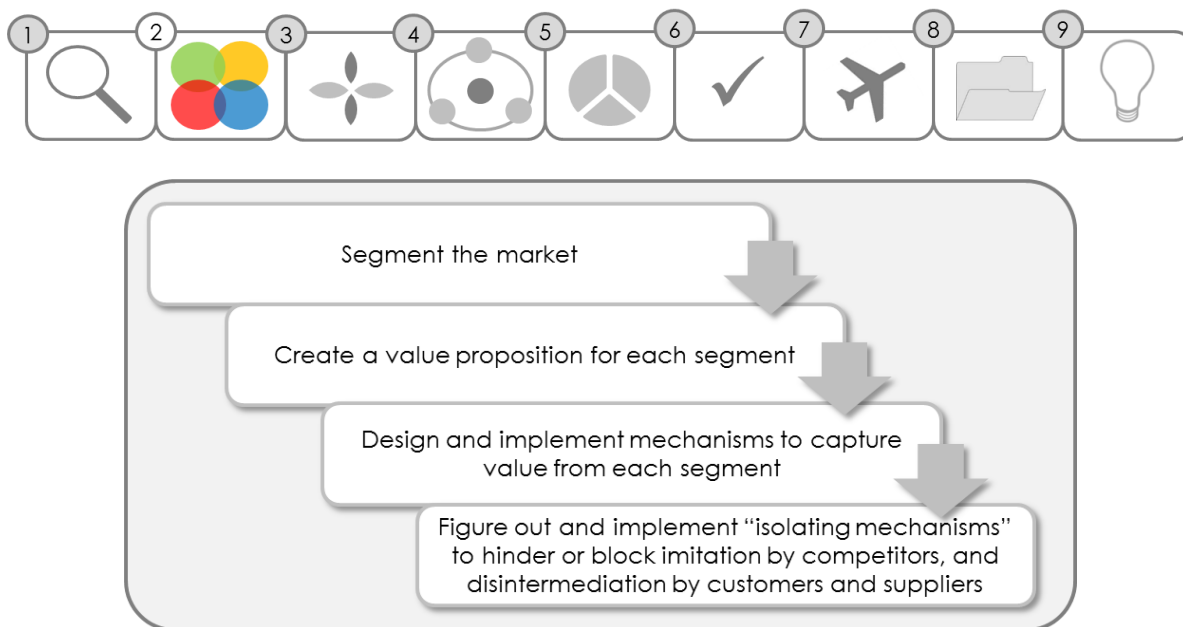 1 2 3 4 5 6 7 8 9
Segment the market
Create a value proposition for each segment
Design and implement mechanisms to capture
value from each segment
Figure out and implement “isolating mechanisms”
to hinder or block imitation by competitors, and
disintermediation by customers and suppliers